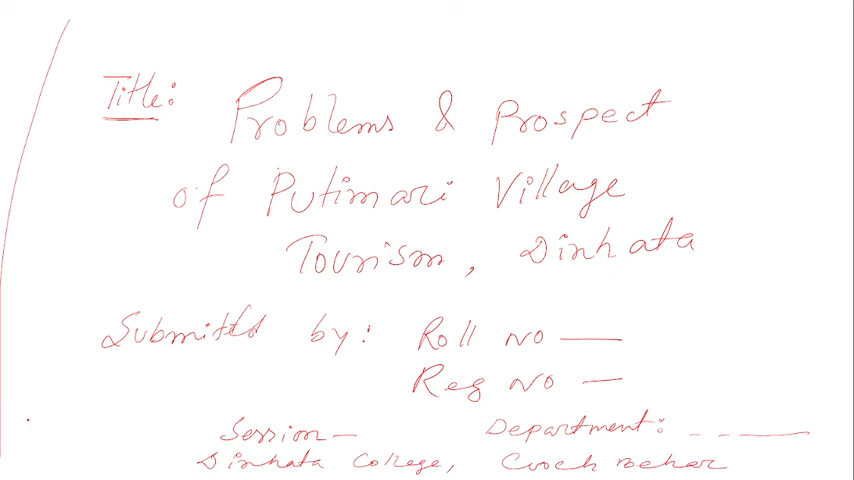 Title: Problems & Prospect
of Putimari Village
Tourism, Dinhata
Submitted by: Roll no —
Reg no —
Session — Department: - - ——
Dinhata College, Cooch Behar